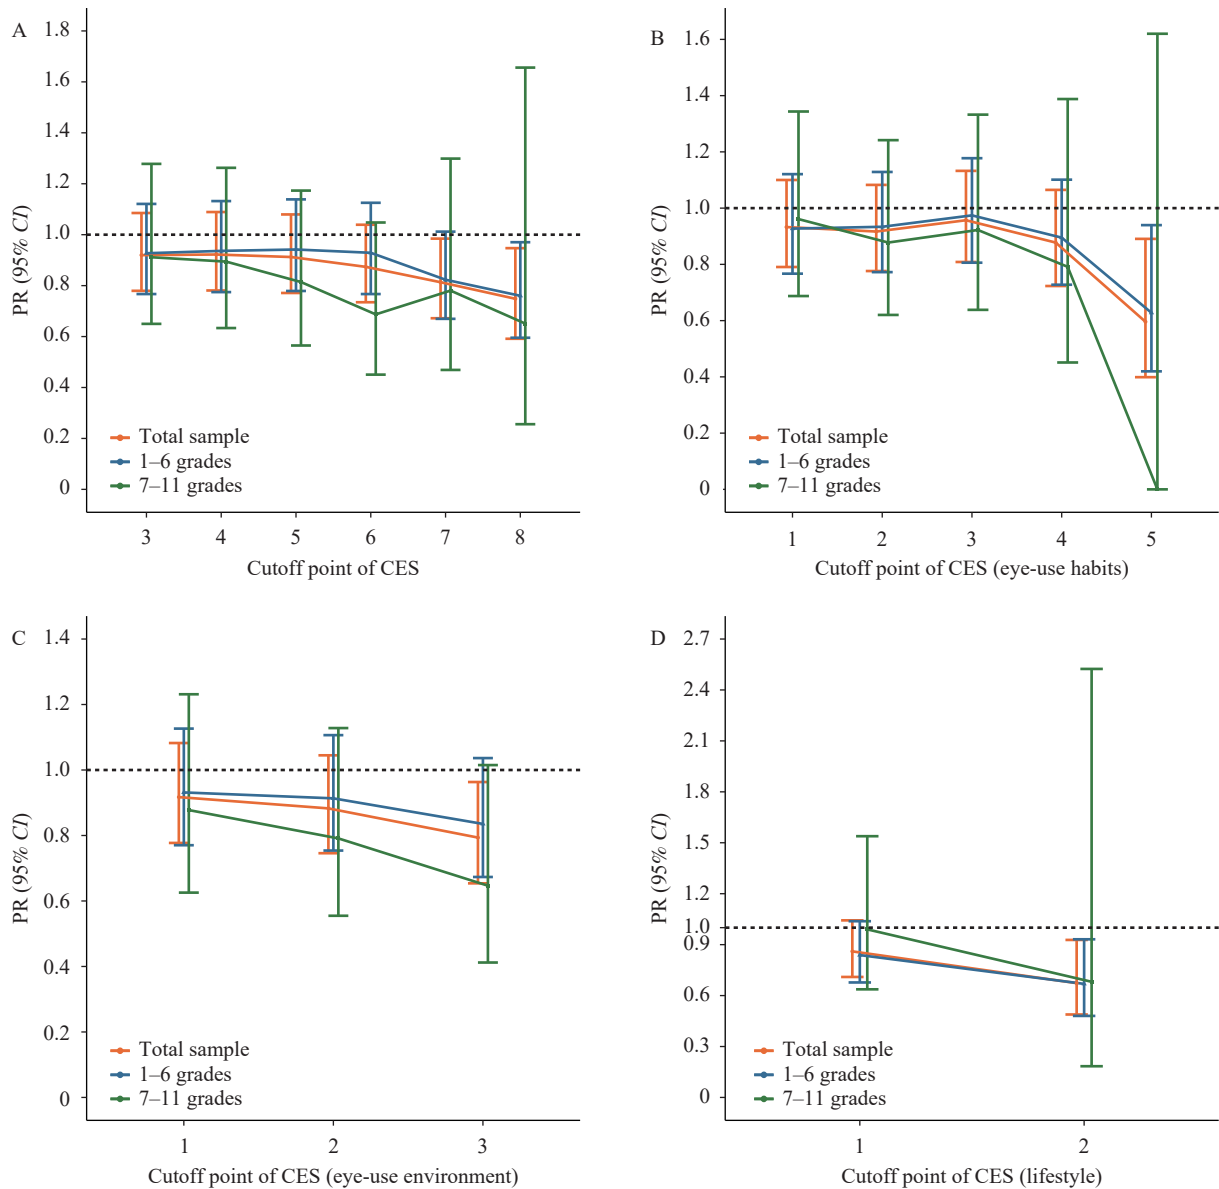 A
PR (95% CI)
1.8
1.6
1.4
1.2
1.0
0.8
0.6
0.4
0.2
0
Total sample
1–6 grades
7–11 grades
3 4 5 6 7 8
Cutoff point of CES
B
PR (95% CI)
1.6
1.4
1.2
1.0
0.8
0.6
0.4
0.2
0
Total sample
1–6 grades
7–11 grades
1 2 3 4 5
Cutoff point of CES (eye-use habits)
C
PR (95% CI)
1.4
1.2
1.0
0.8
0.6
0.4
0.2
0
Total sample
1–6 grades
7–11 grades
1 2 3
Cutoff point of CES (eye-use environment)
D
PR (95% CI)
2.7
2.4
2.1
1.8
1.5
1.2
1.0
0.9
0.6
0.3
0
Total sample
1–6 grades
7–11 grades
1 2
Cutoff point of CES (lifestyle)